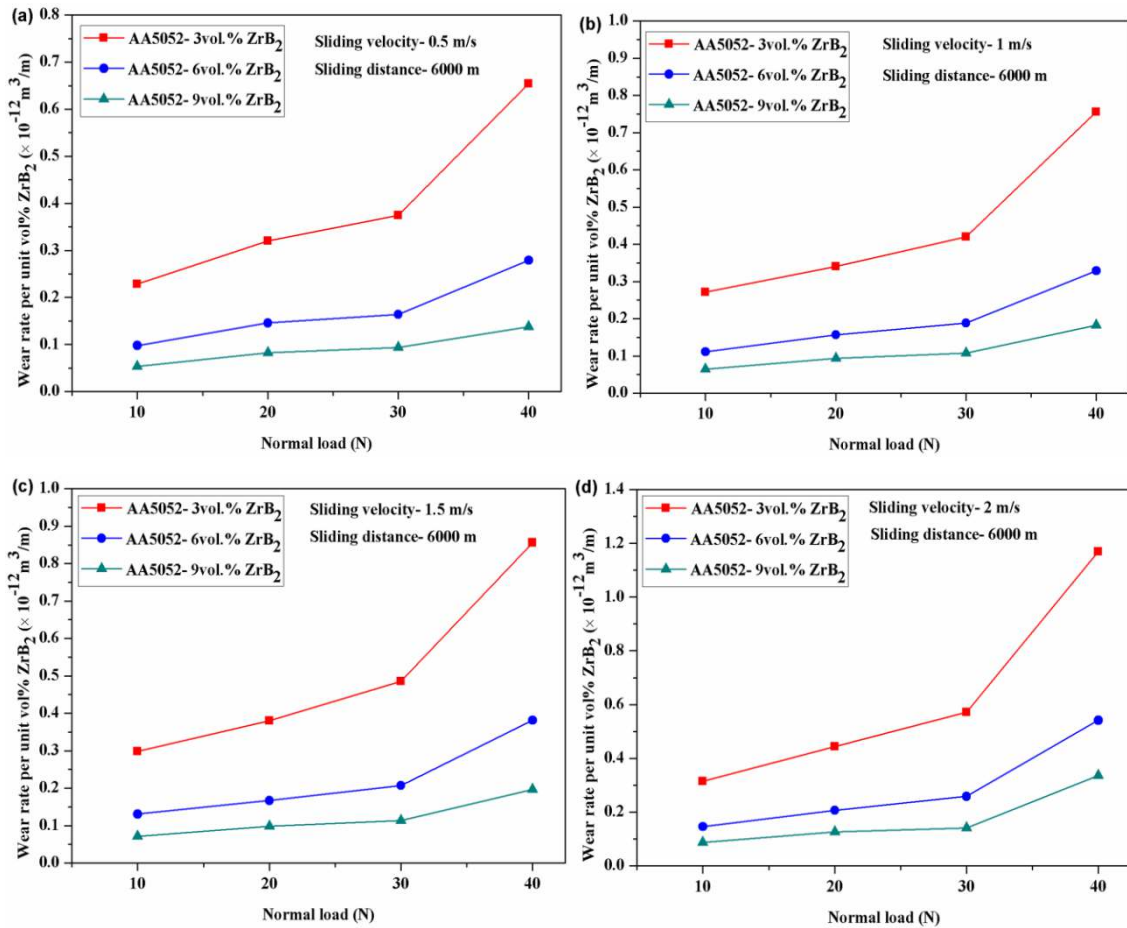 (a)
0.8
0.7
0.6
0.5
0.4
0.3
0.2
0.1
0.0
Wear rate per unit vol% ZrB₂ (× 10⁻¹² m³/m)
AA5052- 3vol.% ZrB₂
AA5052- 6vol.% ZrB₂
AA5052- 9vol.% ZrB₂
Sliding velocity- 0.5 m/s
Sliding distance- 6000 m
10 20 30 40
Normal load (N)
(b)
1.0
0.9
0.8
0.7
0.6
0.5
0.4
0.3
0.2
0.1
0.0
Wear rate per unit vol% ZrB₂ (× 10⁻¹² m³/m)
AA5052- 3vol.% ZrB₂
AA5052- 6vol.% ZrB₂
AA5052- 9vol.% ZrB₂
Sliding velocity- 1 m/s
Sliding distance- 6000 m
10 20 30 40
Normal load (N)
(c)
1.0
0.9
0.8
0.7
0.6
0.5
0.4
0.3
0.2
0.1
0.0
Wear rate per unit vol% ZrB₂ (× 10⁻¹² m³/m)
AA5052- 3vol.% ZrB₂
AA5052- 6vol.% ZrB₂
AA5052- 9vol.% ZrB₂
Sliding velocity- 1.5 m/s
Sliding distance- 6000 m
10 20 30 40
Normal load (N)
(d)
1.4
1.2
1.0
0.8
0.6
0.4
0.2
0.0
Wear rate per unit vol% ZrB₂ (× 10⁻¹² m³/m)
AA5052- 3vol.% ZrB₂
AA5052- 6vol.% ZrB₂
AA5052- 9vol.% ZrB₂
Sliding velocity- 2 m/s
Sliding distance- 6000 m
10 20 30 40
Normal load (N)